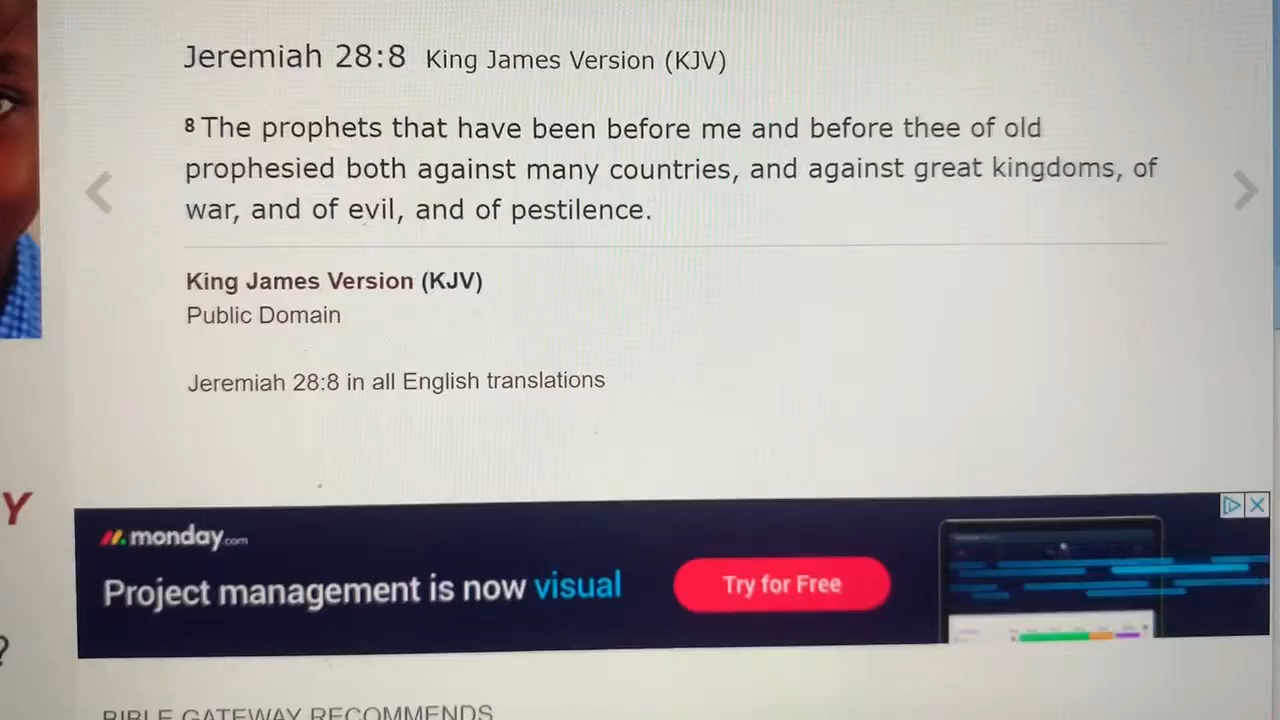 Jeremiah 28:8 King James Version (KJV)
8 The prophets that have been before me and before thee of old
prophesied both against many countries, and against great kingdoms, of
war, and of evil, and of pestilence.
King James Version (KJV)
Public Domain
Jeremiah 28:8 in all English translations
Y
monday.com
Project management is now visual
Try for Free
?
BIBLE GATEWAY RECOMMENDS